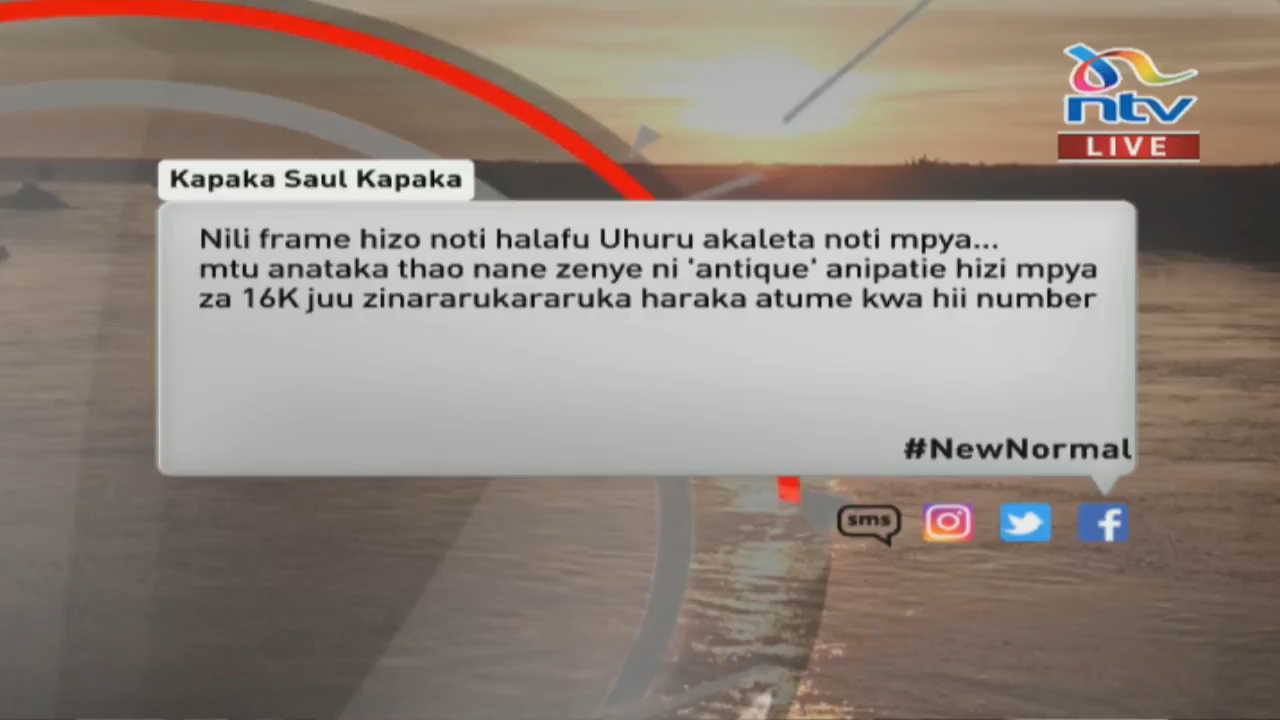 ntv
LIVE
Kapaka Saul Kapaka
Nili frame hizo noti halafu Uhuru akaleta noti mpya...
mtu anataka thao nane zenye ni 'antique' anipatie hizi mpya
za 16K juu zinararukararuka haraka atume kwa hii number
#NewNormal
sms